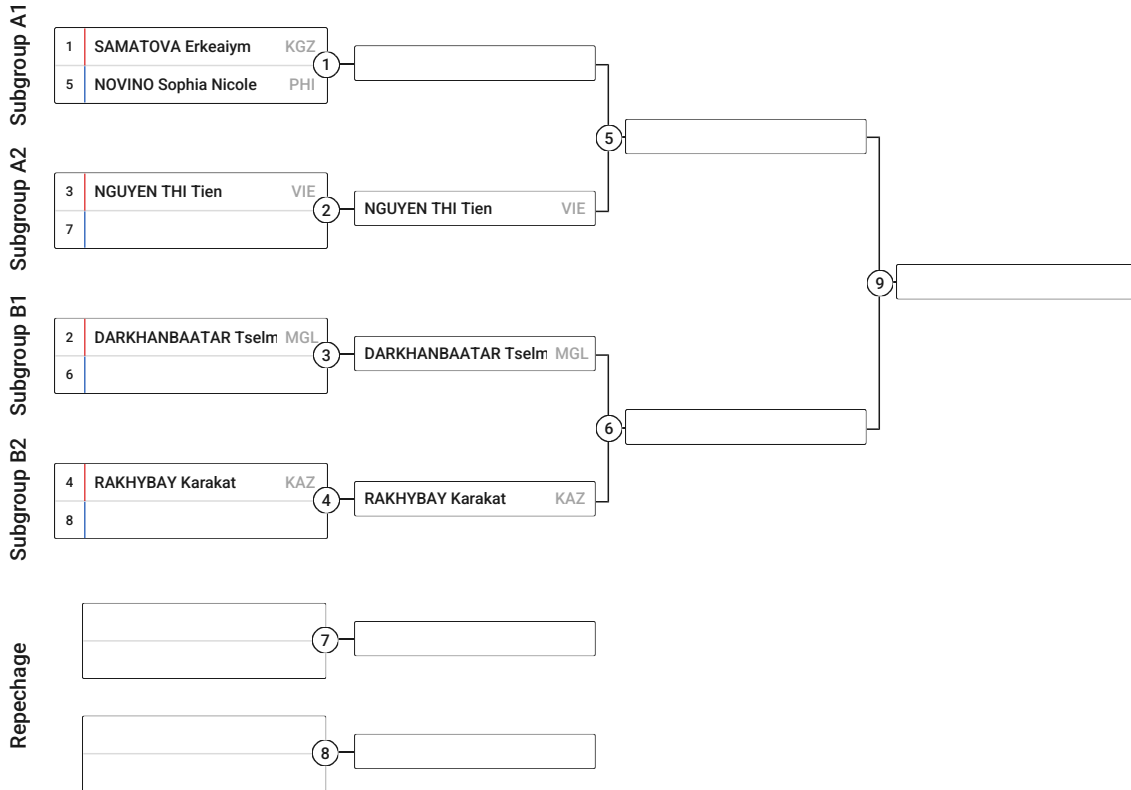 Subgroup A1
1 SAMATOVA Erkeaiym KGZ
5 NOVINO Sophia Nicole PHI
1
5
Subgroup A2
3 NGUYEN THI Tien VIE
7
2
NGUYEN THI Tien VIE
9
Subgroup B1
2 DARKHANBAATAR Tselm MGL
6
3
DARKHANBAATAR Tselm MGL
6
Subgroup B2
4 RAKHYBAY Karakat KAZ
8
4
RAKHYBAY Karakat KAZ
Repechage
7
8